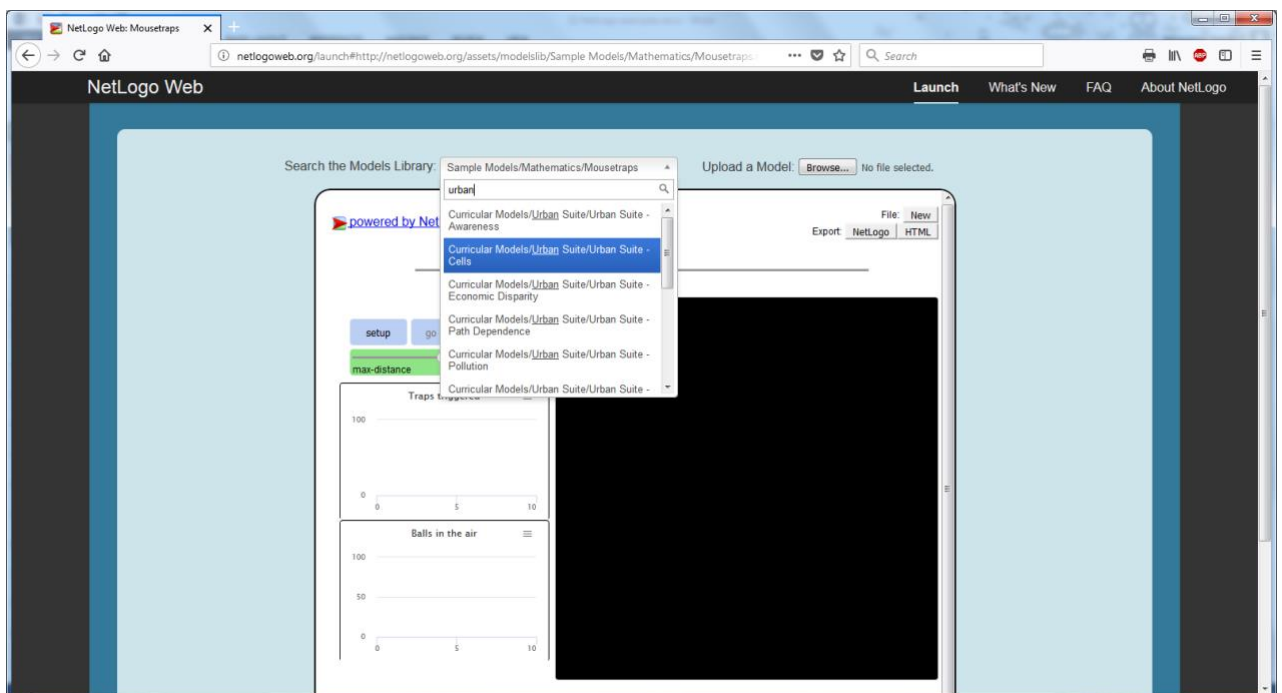 NetLogo Web: Mousetraps
netlogoweb.org/launch#http://netlogoweb.org/assets/modelslib/Sample Models/Mathematics/Mousetraps
Search
NetLogo Web
Launch
What's New
FAQ
About NetLogo
Search the Models Library:
Sample Models/Mathematics/Mousetraps
Upload a Model:
Browse...
No file selected.
urban
Curricular Models/Urban Suite/Urban Suite -
Awareness
Curricular Models/Urban Suite/Urban Suite -
Cells
Curricular Models/Urban Suite/Urban Suite -
Economic Disparity
Curricular Models/Urban Suite/Urban Suite -
Path Dependence
Curricular Models/Urban Suite/Urban Suite -
Pollution
Curricular Models/Urban Suite/Urban Suite -
powered by Net
File: New
Export: NetLogo HTML
setup
go
max-distance
Traps triggered
100
0
0 5 10
Balls in the air
100
50
0
0 5 10